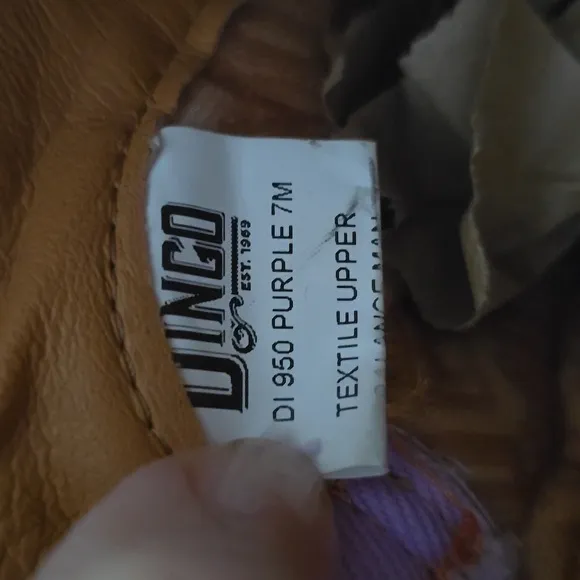 DINGO
EST. 1969
DI 950 PURPLE 7M
TEXTILE UPPER